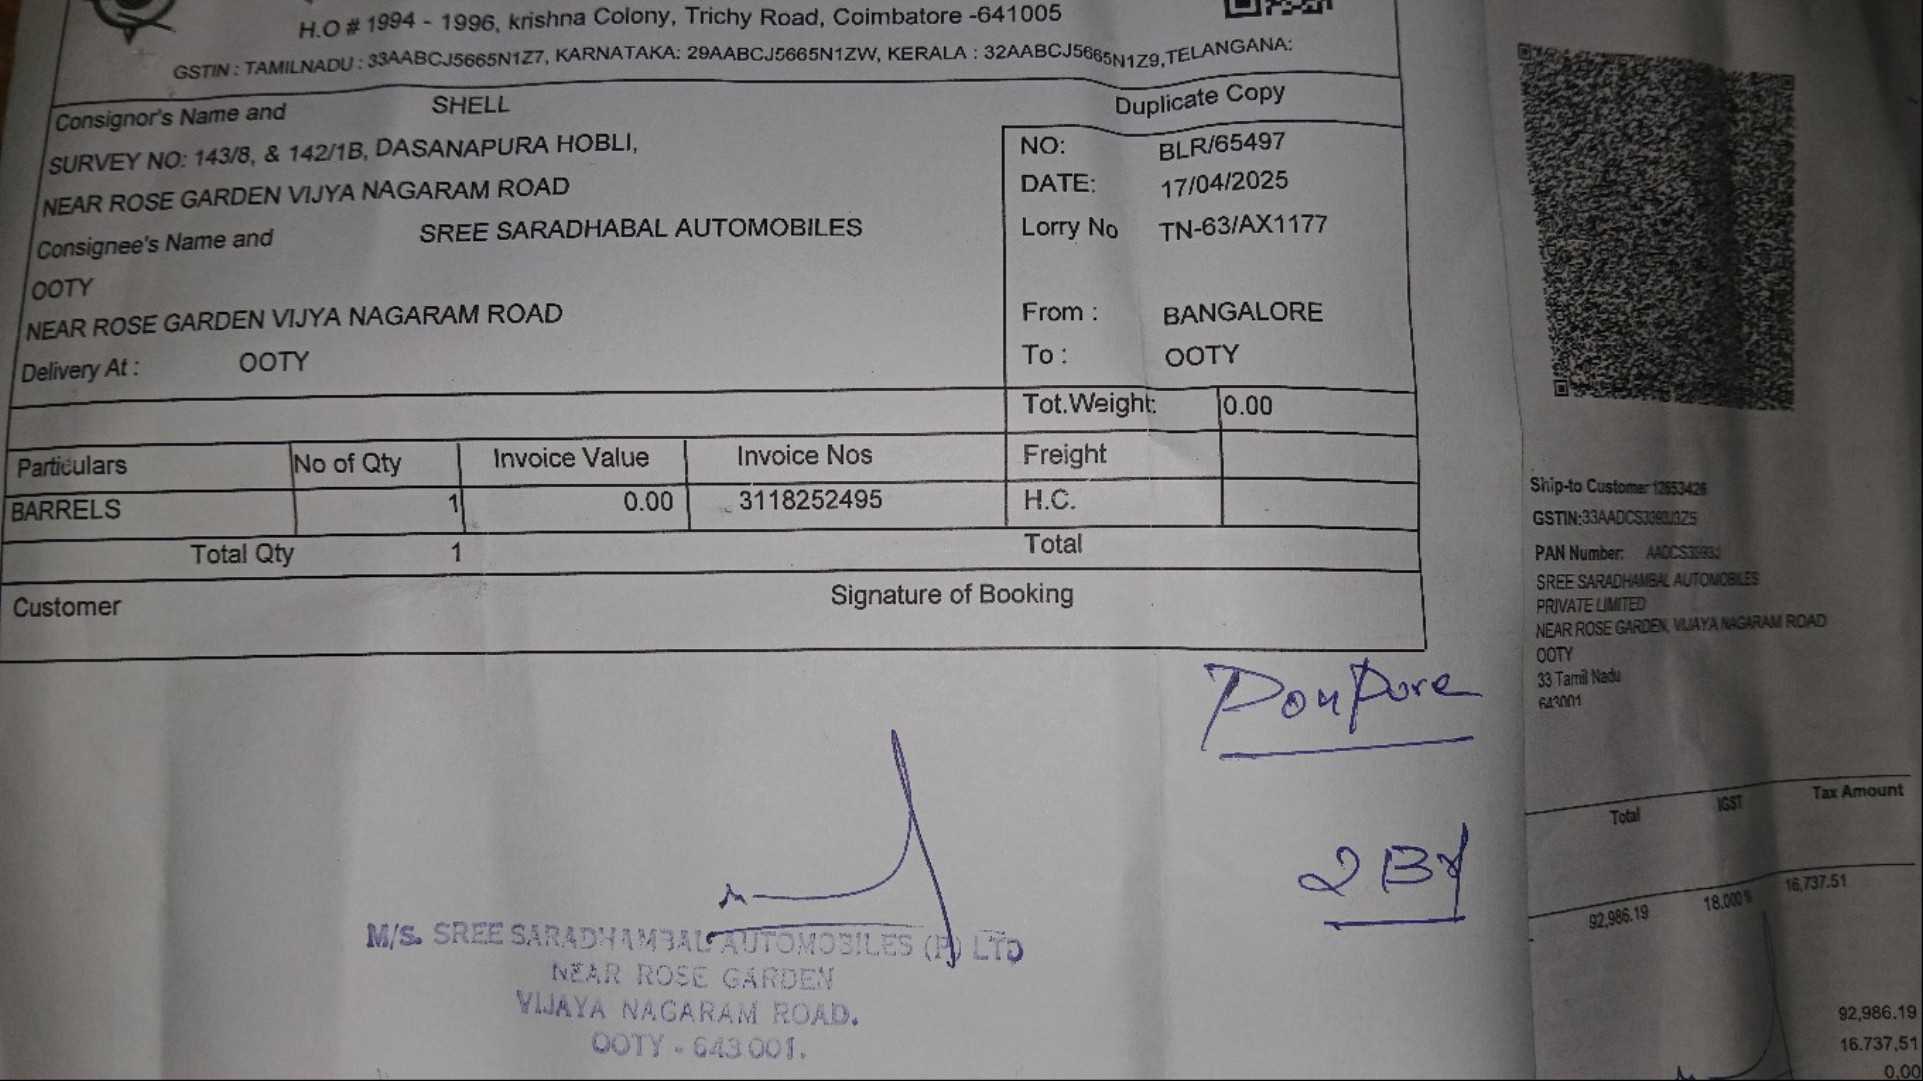 H.O # 1994 - 1996, krishna Colony, Trichy Road, Coimbatore -641005
GSTIN : TAMILNADU : 33AABCJ5665N1Z7, KARNATAKA: 29AABCJ5665N1ZW, KERALA : 32AABCJ5665N1Z9,TELANGANA:
Duplicate Copy
Consignor's Name and SHELL
SURVEY NO: 143/8, & 142/1B, DASANAPURA HOBLI,
NEAR ROSE GARDEN VIJYA NAGARAM ROAD
Consignee's Name and SREE SARADHABAL AUTOMOBILES
OOTY
NEAR ROSE GARDEN VIJYA NAGARAM ROAD
Delivery At : OOTY
NO: BLR/65497
DATE: 17/04/2025
Lorry No TN-63/AX1177
From : BANGALORE
To : OOTY
Tot.Weight: 0.00
Particulars No of Qty Invoice Value Invoice Nos Freight
BARRELS 1 0.00 3118252495 H.C.
Total Qty 1 Total
Customer Signature of Booking
2
M/S. SREE SARADHAMBAL AUTOMOBILES (P) LTD
NEAR ROSE GARDEN
VIJAYA NAGARAM ROAD.
OOTY - 643 001.
Ship-to Customer 12653426
PAN Number:
SREE SARADHAMBAL AUTOMOBILES
PRIVATE LIMITED
NEAR ROSE GARDEN, VIJAYA NAGARAM ROAD
OOTY
33 Tamil Nadu
643001
Total IGST Tax Amount
92,986.19 18.000% 16,737.51
92,986.19
16.737,51
0,00